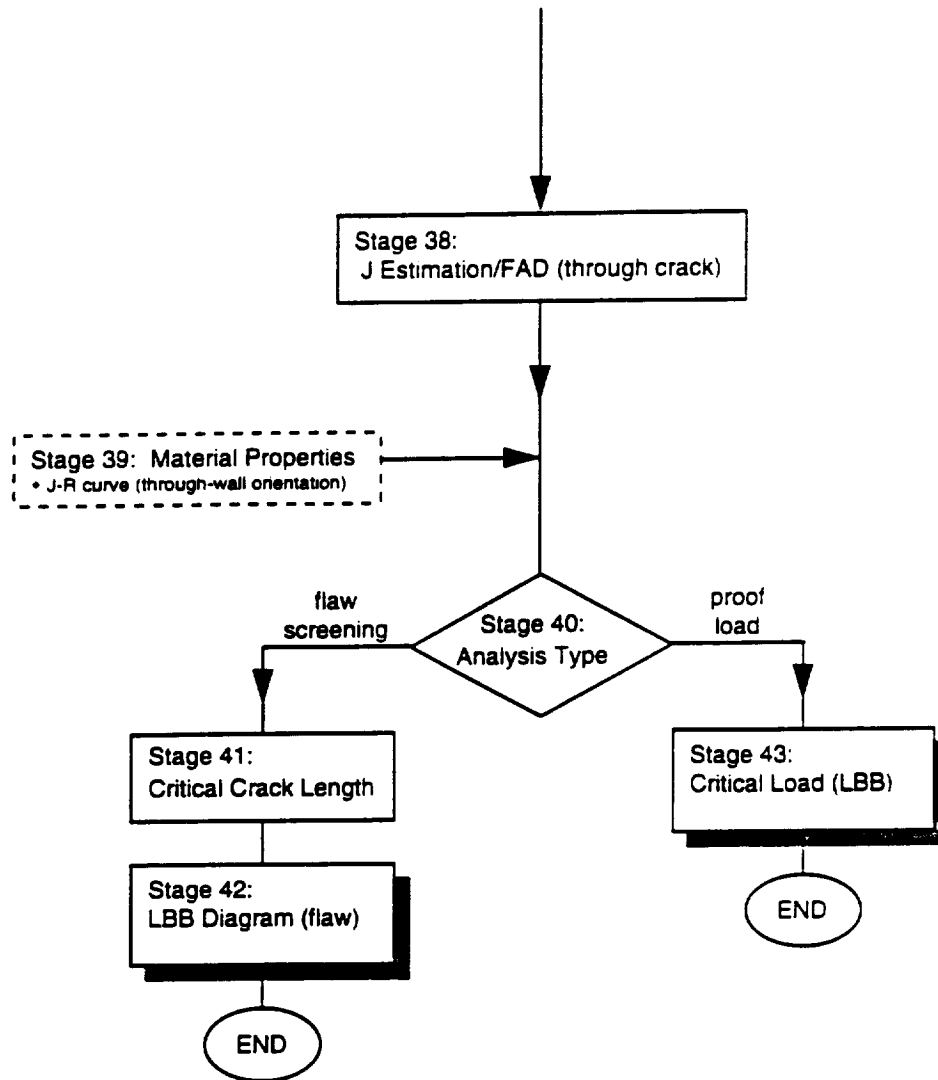 Stage 38:
J Estimation/FAD (through crack)
Stage 39: Material Properties
+ J-R curve (through-wall orientation)
flaw
screening
Stage 40:
Analysis Type
proof
load
Stage 41:
Critical Crack Length
Stage 43:
Critical Load (LBB)
Stage 42:
LBB Diagram (flaw)
END
END